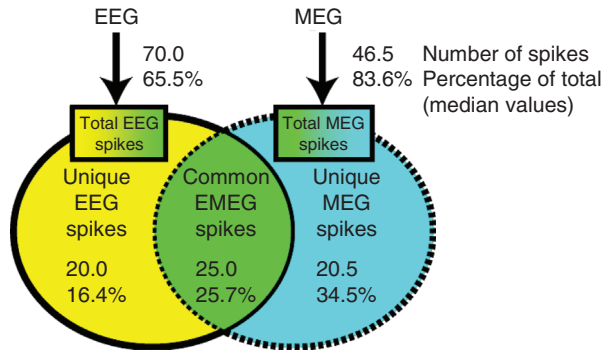 EEG MEG
70.0 46.5 Number of spikes
65.5% 83.6% Percentage of total
(median values)
Total EEG spikes
Total MEG spikes
Unique EEG spikes
20.0
16.4%
Common EMEG spikes
25.0
25.7%
Unique MEG spikes
20.5
34.5%